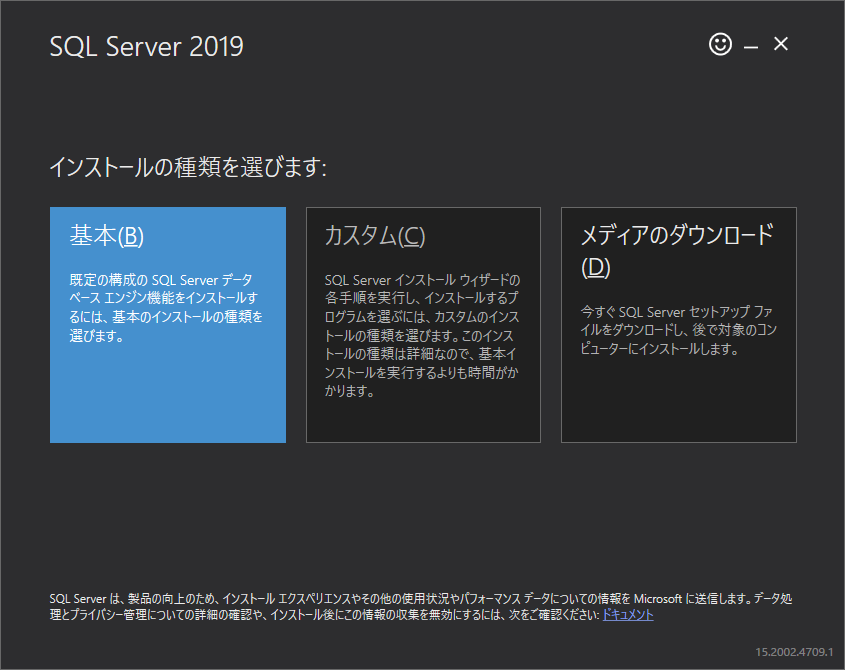 SQL Server 2019
インストールの種類を選びます:
基本(B)
既定の構成の SQL Server データ
ベース エンジン機能をインストールす
るには、基本のインストールの種類を
選びます。
カスタム(C)
SQL Server インストール ウィザードの
各手順を実行し、インストールするプ
ログラムを選ぶには、カスタムのインス
トールの種類を選びます。このインス
トールの種類は詳細なので、基本イ
ンストールを実行するよりも時間がか
かります。
メディアのダウンロード
(D)
今すぐ SQL Server セットアップ ファ
イルをダウンロードし、後で対象のコン
ピューターにインストールします。
SQL Server は、製品の向上のため、インストール エクスペリエンスやその他の使用状況やパフォーマンス データについての情報を Microsoft に送信します。データ処
理とプライバシー管理についての詳細の確認や、インストール後にこの情報の収集を無効にするには、次をご確認ください: ドキュメント
15.2002.4709.1